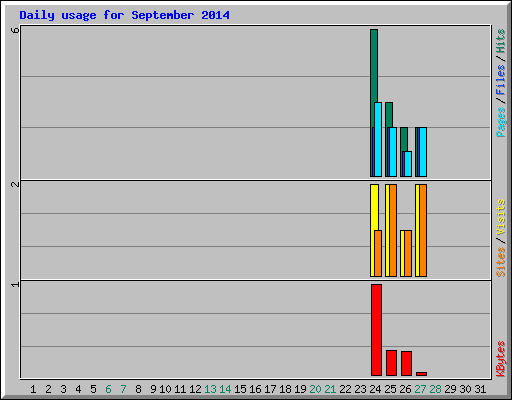 Daily usage for September 2014
6
Pages / Files / Hits
2
Sites / Visits
1
KBytes
1 2 3 4 5 6 7 8 9 10 11 12 13 14 15 16 17 18 19 20 21 22 23 24 25 26 27 28 29 30 31